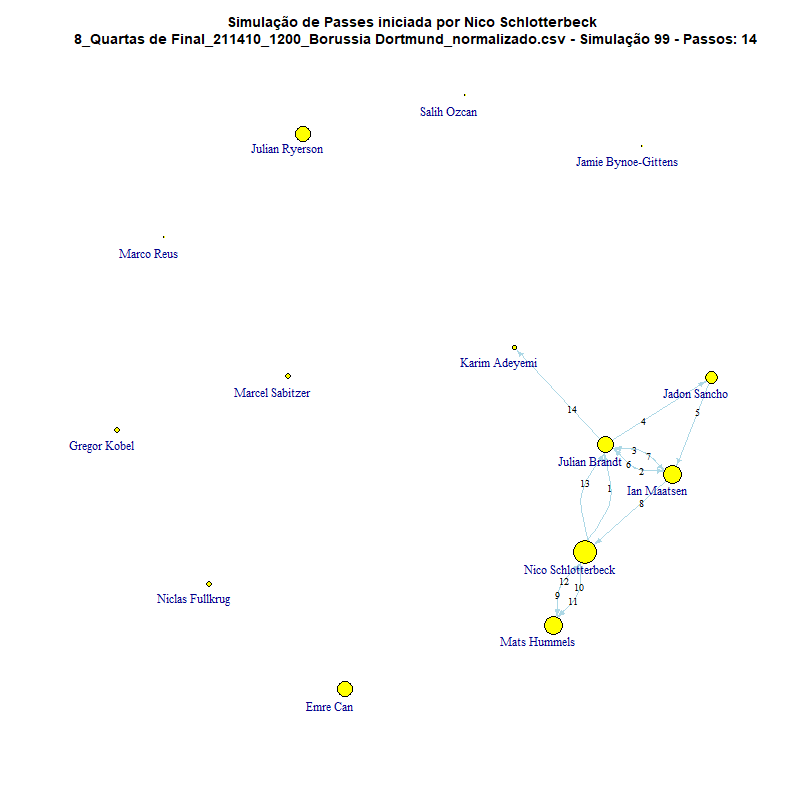 Simulação de Passes iniciada por Nico Schlotterbeck
8_Quartas de Final_211410_1200_Borussia Dortmund_normalizado.csv - Simulação 99 - Passos: 14
Salih Ozcan
Julian Ryerson
Jamie Bynoe-Gittens
Marco Reus
Karim Adeyemi
Marcel Sabitzer
Jadon Sancho
14
5
4
Gregor Kobel
3
7
Julian Brandt
6
2
13
1
Ian Maatsen
8
Nico Schlotterbeck
12
10
9
11
Niclas Fullkrug
Mats Hummels
Emre Can